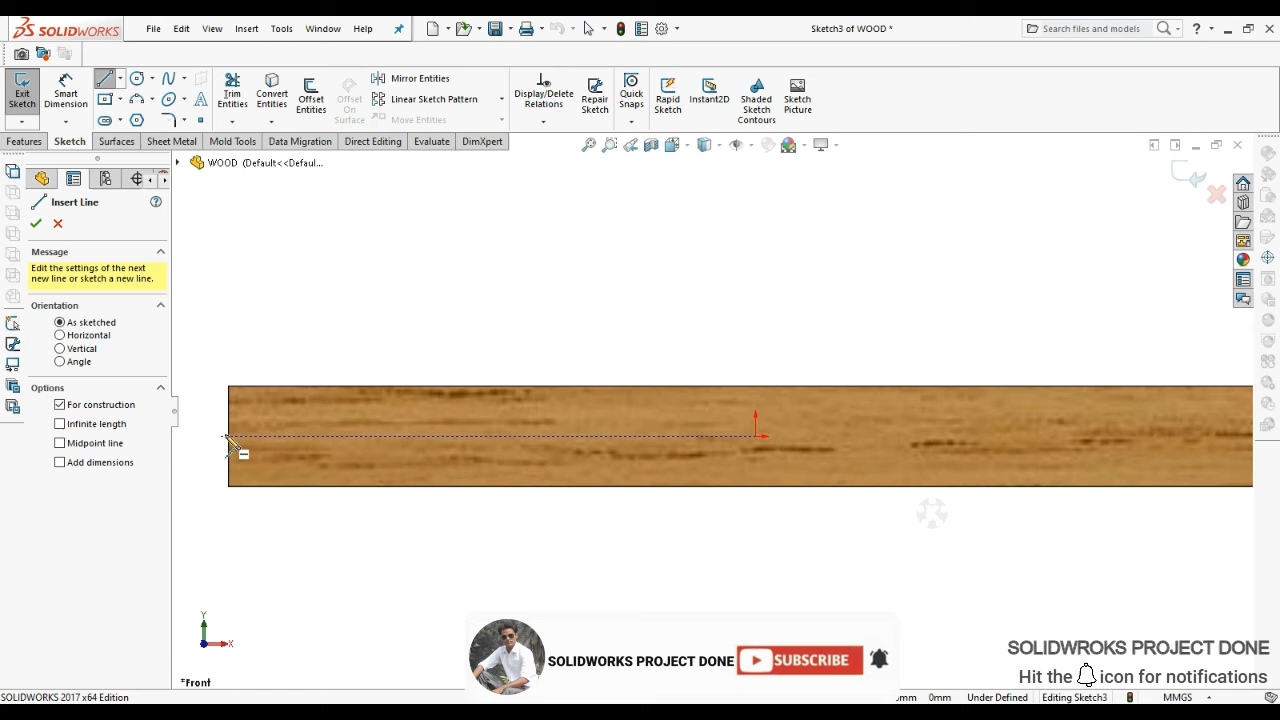 SOLIDWORKS
File Edit View Insert Tools Window Help
Sketch3 of WOOD *
Search files and models
Exit Sketch
Smart Dimension
Trim Entities
Convert Entities
Offset Entities
Offset On Surface
Mirror Entities
Linear Sketch Pattern
Move Entities
Display/Delete Relations
Repair Sketch
Quick Snaps
Rapid Sketch
Instant2D
Shaded Sketch Contours
Sketch Picture
Features Sketch Surfaces Sheet Metal Mold Tools Data Migration Direct Editing Evaluate DimXpert
WOOD (Default<<Defaul...
Insert Line
Message
Edit the settings of the next
new line or sketch a new line.
Orientation
As sketched
Horizontal
Vertical
Angle
Options
For construction
Infinite length
Midpoint line
Add dimensions
Y
X
*Front
SOLIDWORKS PROJECT DONE
SUBSCRIBE
SOLIDWROKS PROJECT DONE
Hit the icon for notifications
SOLIDWORKS 2017 x64 Edition
0mm Under Defined Editing Sketch3 MMGS